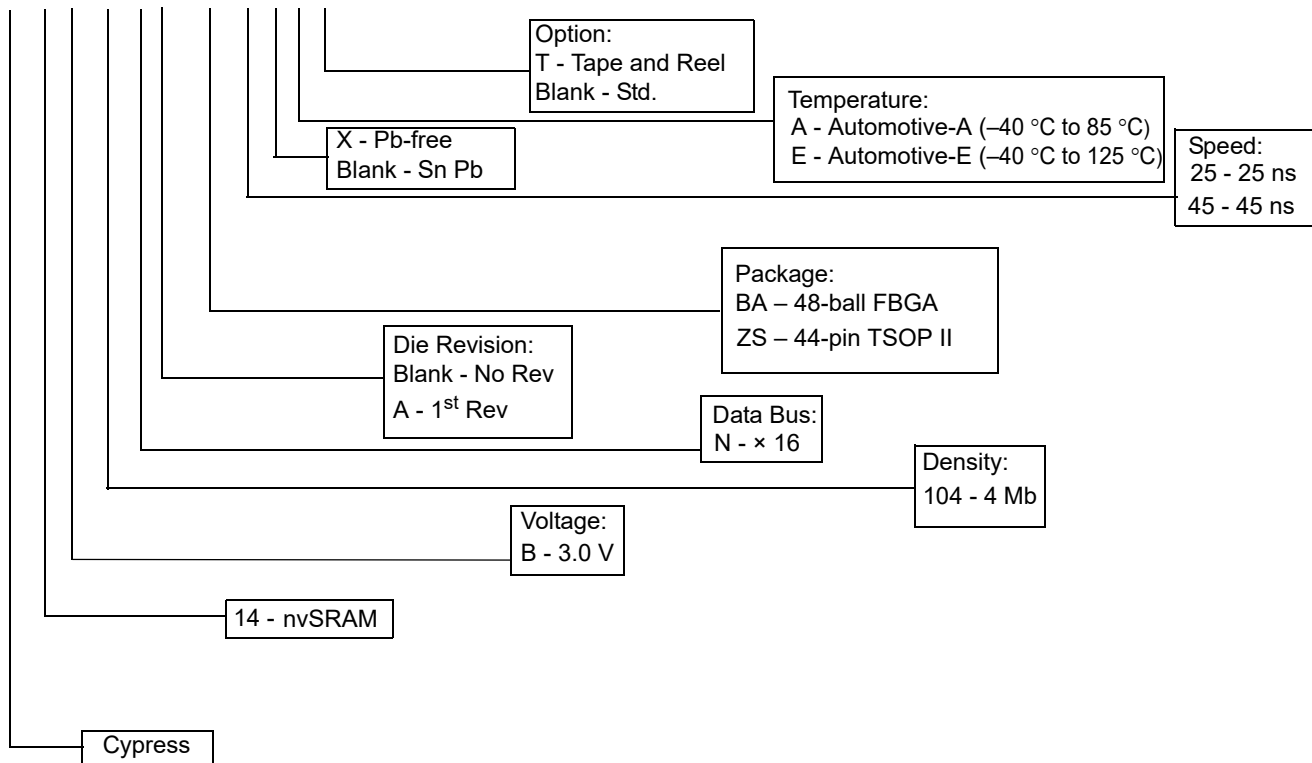 Option:
T - Tape and Reel
Blank - Std.
Temperature:
A - Automotive-A (–40 °C to 85 °C)
E - Automotive-E (–40 °C to 125 °C)
X - Pb-free
Blank - Sn Pb
Speed:
25 - 25 ns
45 - 45 ns
Package:
BA – 48-ball FBGA
ZS – 44-pin TSOP II
Die Revision:
Blank - No Rev
A - 1st Rev
Data Bus:
N - × 16
Density:
104 - 4 Mb
Voltage:
B - 3.0 V
14 - nvSRAM
Cypress